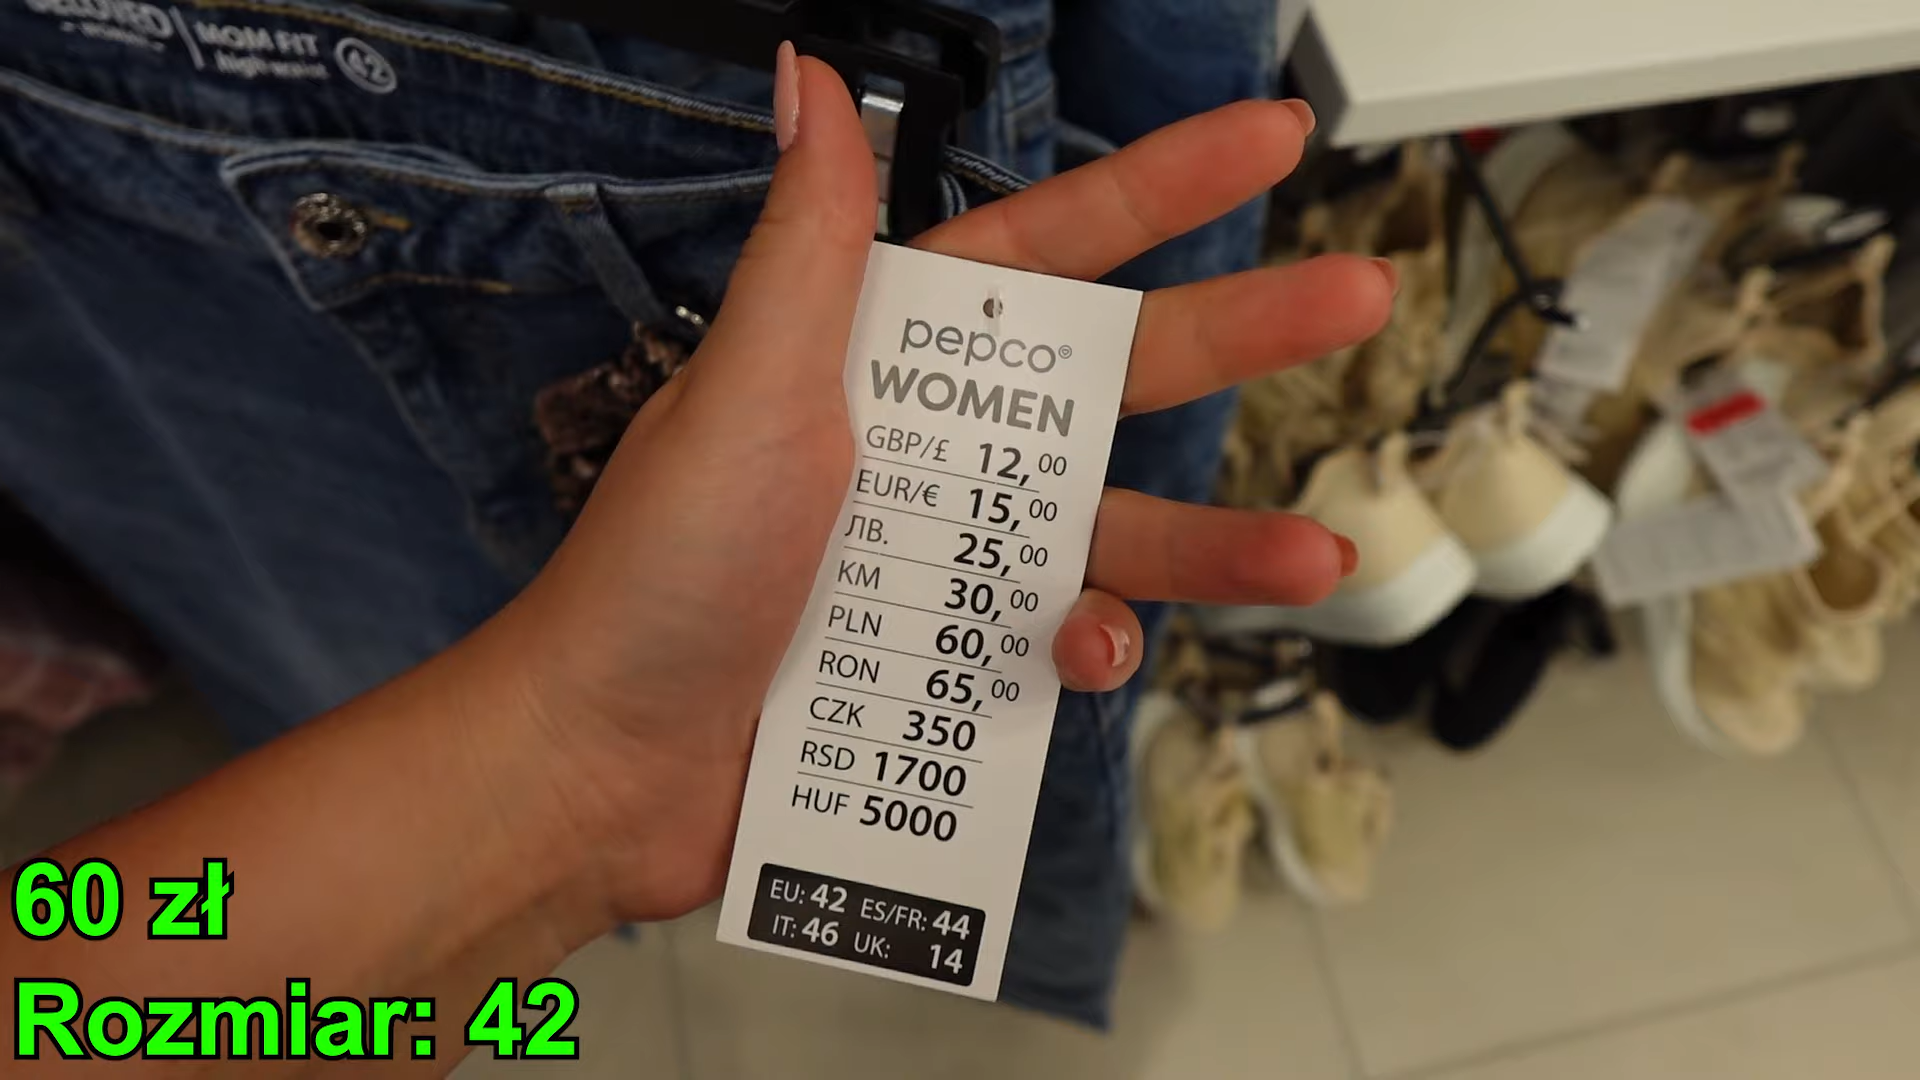 BELOVED
MOM FIT
high-waist
42
pepco®
WOMEN
GBP/£ 12,00
EUR/€ 15,00
ЛВ. 25,00
KM 30,00
PLN 60,00
RON 65,00
CZK 350
RSD 1700
HUF 5000
EU: 42 ES/FR: 44
IT: 46 UK: 14
60 zł
Rozmiar: 42